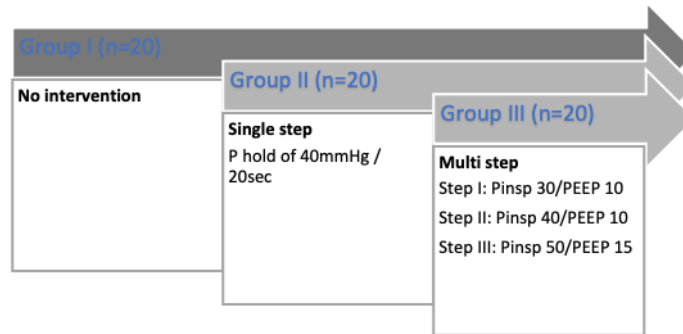 Group I (n=20)
No intervention
Group II (n=20)
Single step
P hold of 40mmHg /
20sec
Group III (n=20)
Multi step
Step I: Pinsp 30/PEEP 10
Step II: Pinsp 40/PEEP 10
Step III: Pinsp 50/PEEP 15